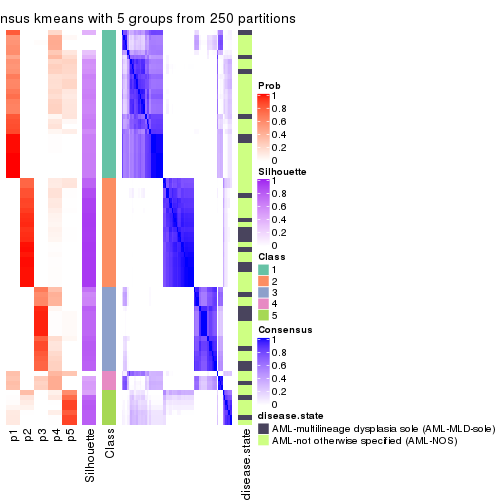 nsus kmeans with 5 groups from 250 partitions
Prob
1
0.8
0.6
0.4
0.2
0
Silhouette
1
0.8
0.6
0.4
0.2
0
Class
1
2
3
4
5
Consensus
1
0.8
0.6
0.4
0.2
0
disease.state
AML-multilineage dysplasia sole (AML-MLD-sole)
AML-not otherwise specified (AML-NOS)
p1
p2
p3
p4
p5
Silhouette
Class
disease.state